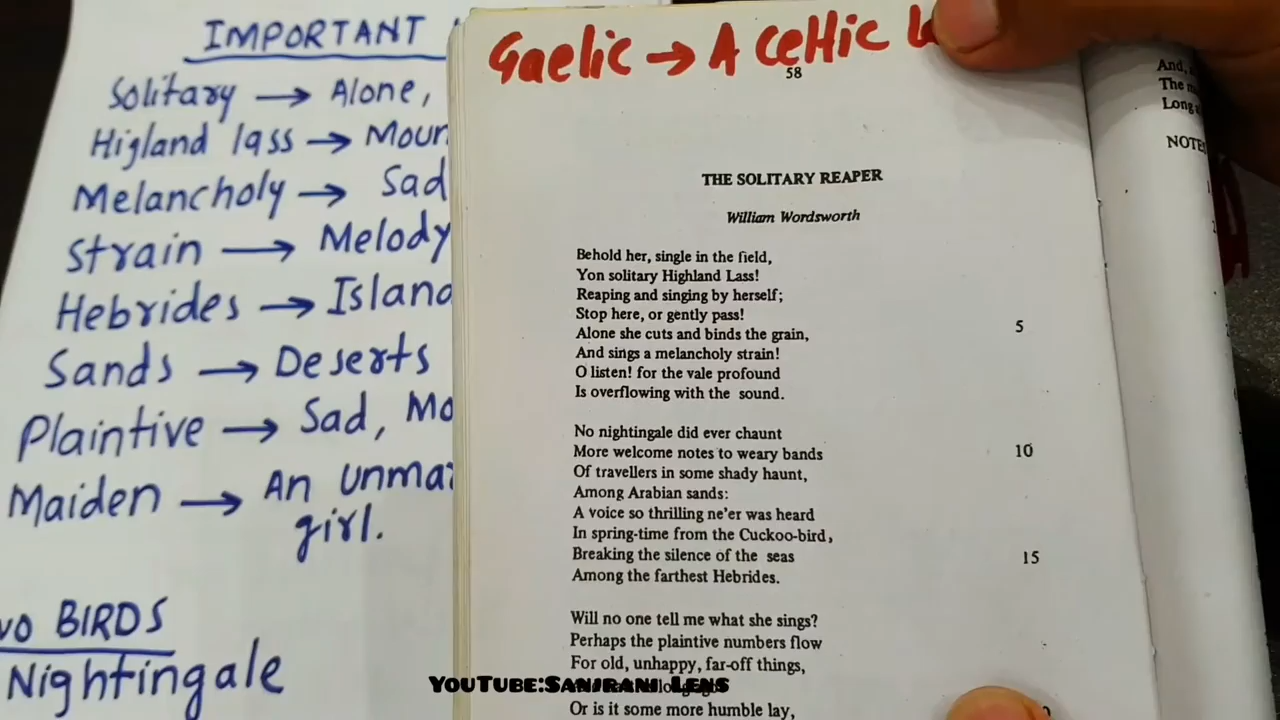 IMPORTANT
Solitary → Alone,
Higland lass →
Melancholy → Sad
Strain → Melody
Hebrides →
Sands → Deserts
Plaintive → Sad,
Maiden → An
girl.
BIRDS
Nightingale
Gaelic → A Celtic
58
THE SOLITARY REAPER
William Wordsworth
Behold her, single in the field,
Yon solitary Highland Lass!
Reaping and singing by herself;
Stop here, or gently pass!
Alone she cuts and binds the grain, 5
And sings a melancholy strain!
O listen! for the vale profound
Is overflowing with the sound.
No nightingale did ever chaunt
More welcome notes to weary bands 10
Of travellers in some shady haunt,
Among Arabian sands:
A voice so thrilling ne'er was heard
In spring-time from the Cuckoo-bird,
Breaking the silence of the seas 15
Among the farthest Hebrides.
Will no one tell me what she sings?
Perhaps the plaintive numbers flow
For old, unhappy, far-off things,
Or is it some more humble lay,
And,
The
Long
YouTube:Sanjrani Lens